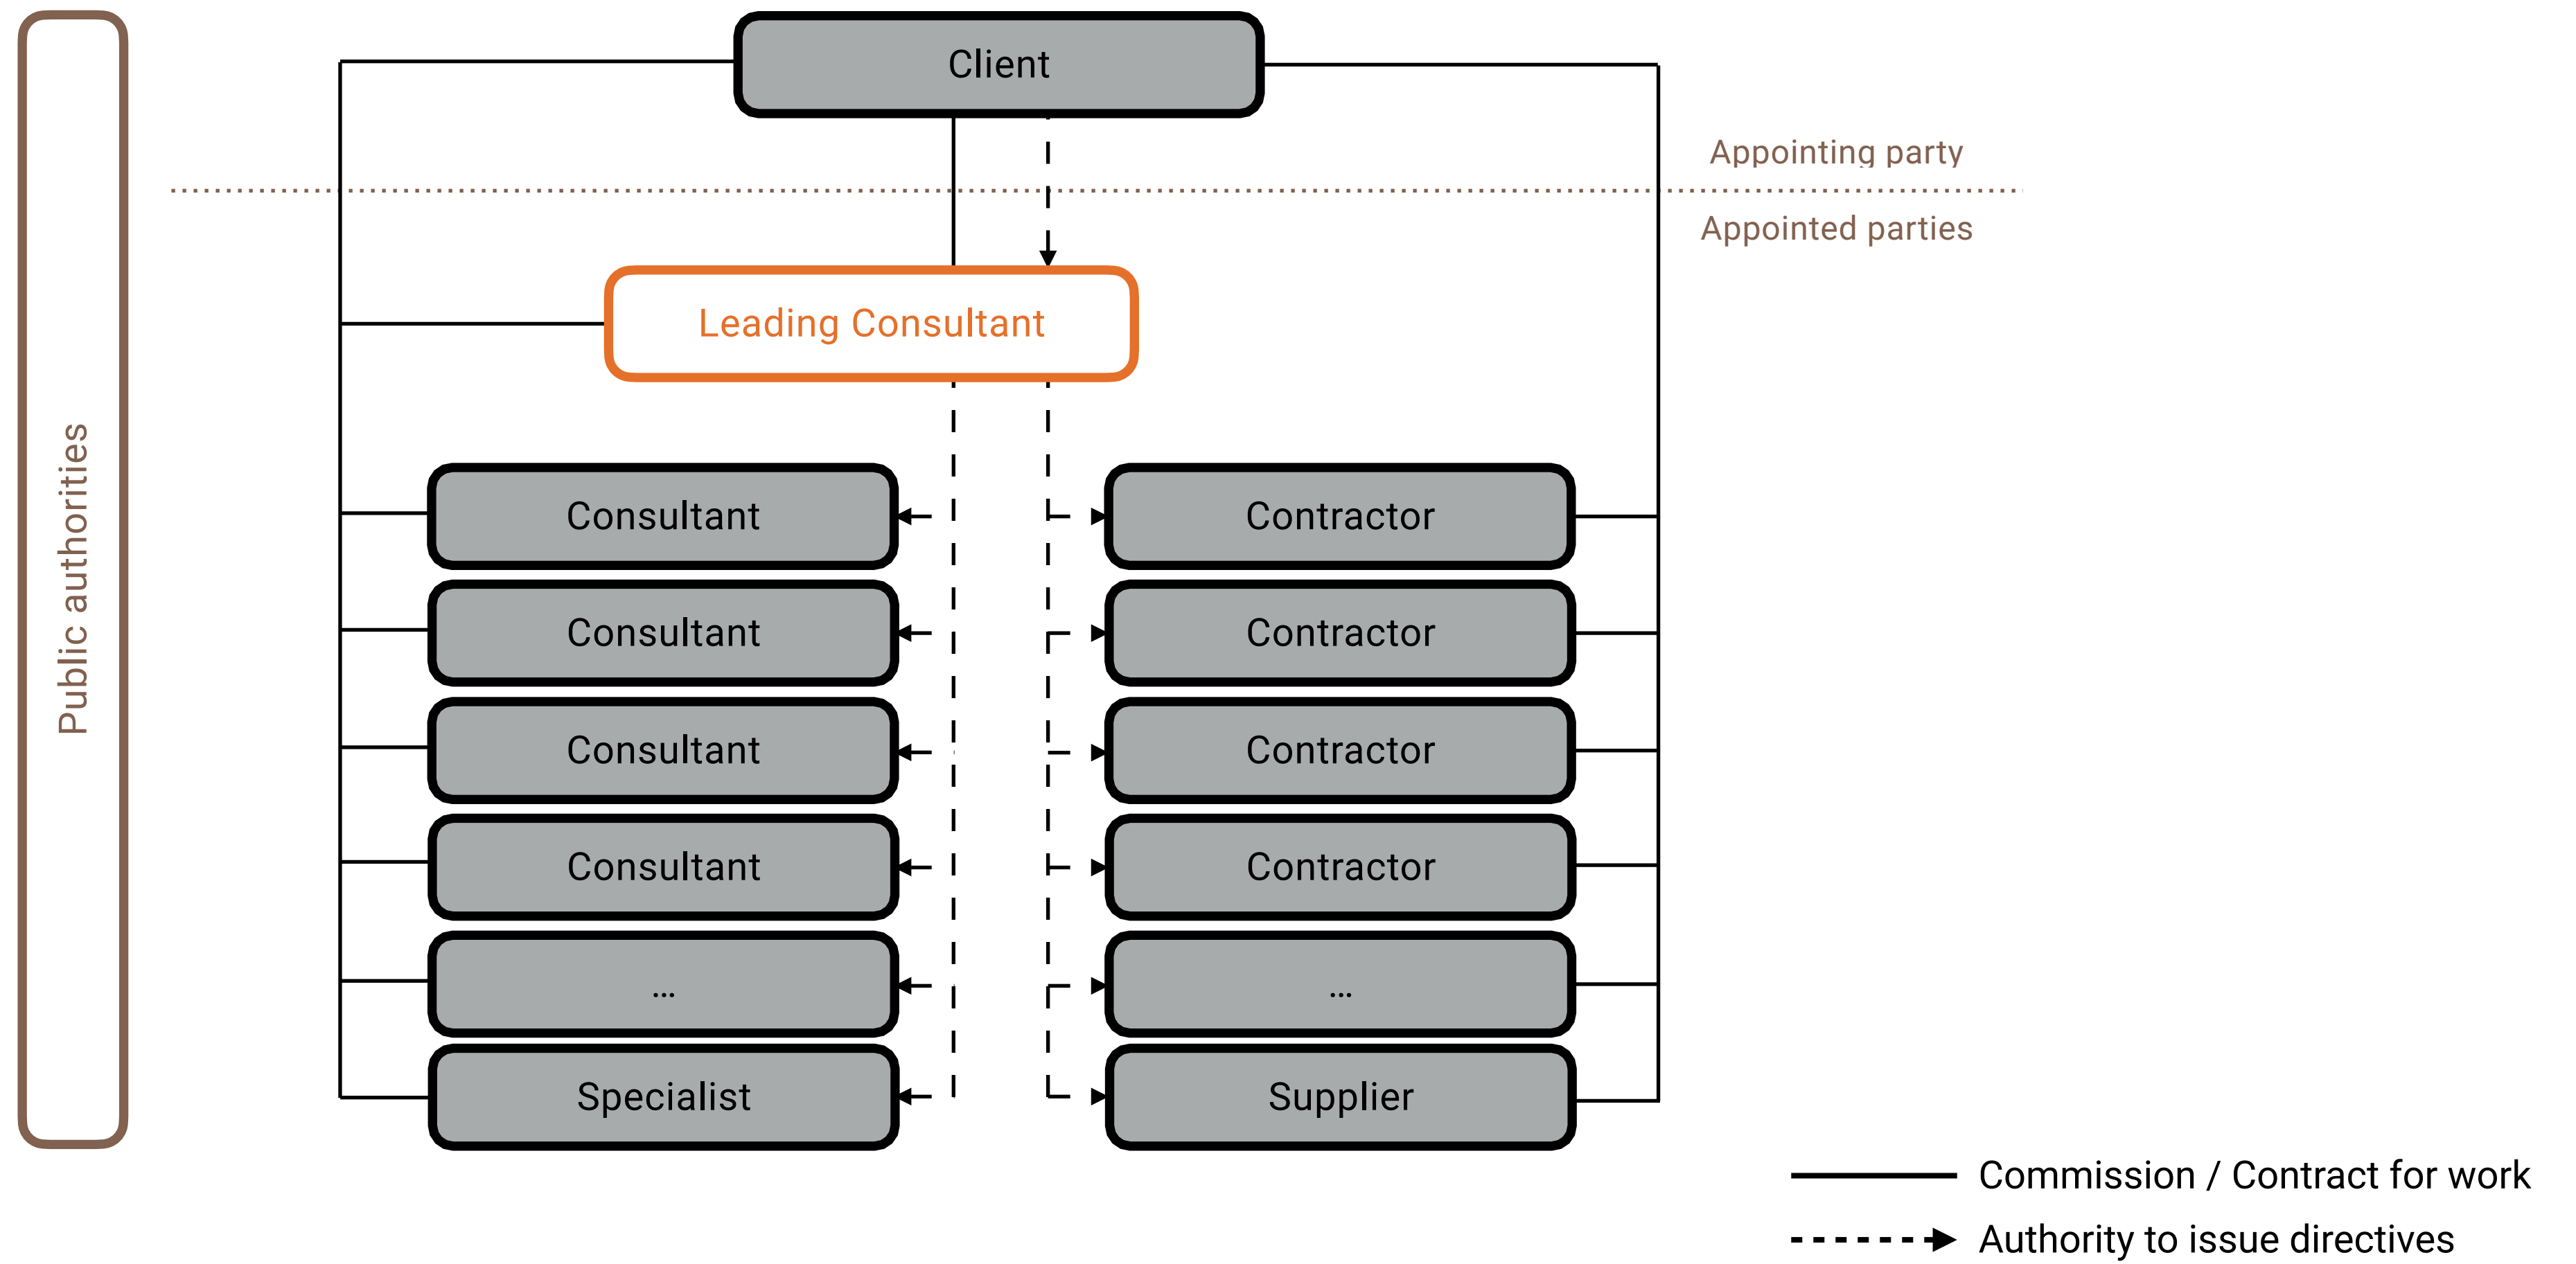 Public authorities
Client
Appointing party
Appointed parties
Leading Consultant
Consultant
Contractor
Consultant
Contractor
Consultant
Contractor
Consultant
Contractor
...
...
Specialist
Supplier
Commission / Contract for work
Authority to issue directives